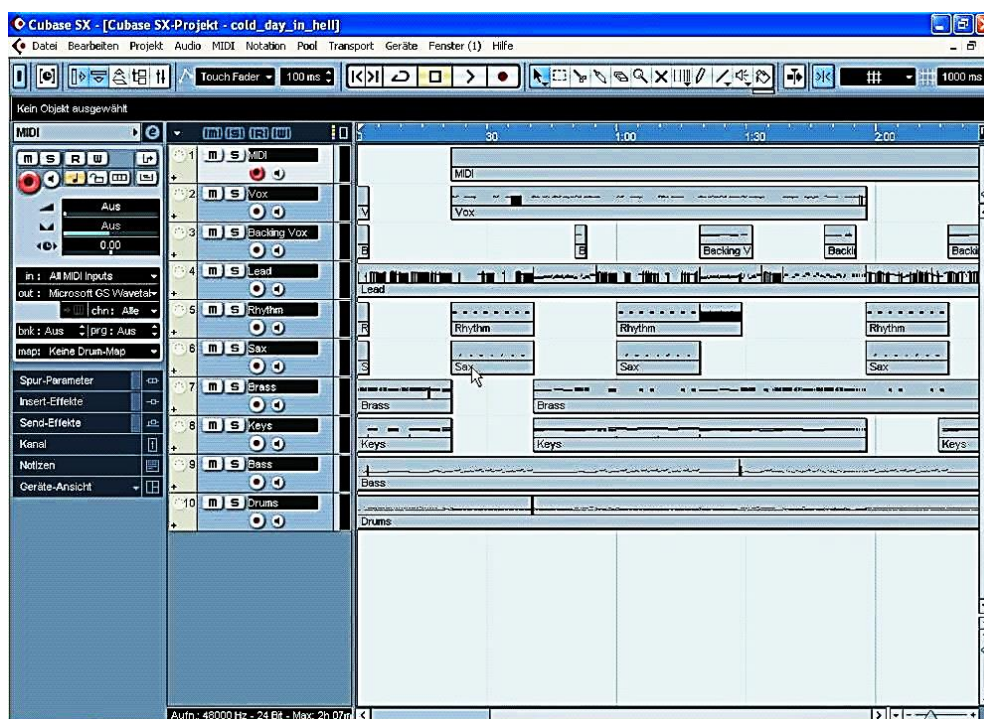 Cubase SX - [Cubase SX-Projekt - cold_day_in_hell]
Datei Bearbeiten Projekt Audio MIDI Notation Pool Transport Geräte Fenster (1) Hilfe
Touch Fader 100 ms 1000 ms
Kein Objekt ausgewählt
MIDI e m S R W
30 1:00 1:30 2:00
m S R W
Aus
Aus
0.00
in : All MIDI Inputs
out : Microsoft GS Wavetab
chn : Alle
bnk : Aus prg : Aus
map : Keine Drum-Map
Spur-Parameter
Insert-Effekte
Send-Effekte
Kanal
Notizen
Geräte-Ansicht
1 m S MIDI
MIDI
2 m S Vox
V Vox
3 m S Backing Vox
B B Backing V Backi Backi
4 m S Lead
Lead
5 m S Rhythm
R Rhythm Rhythm Rhythm
6 m S Sax
S Sax Sax Sax
7 m S Brass
Brass Brass
8 m S Keys
Keys Keys Keys
9 m S Bass
Bass
10 m S Drums
Drums
Aufn.: 48000 Hz - 24 Bit - Max: 2h 07m